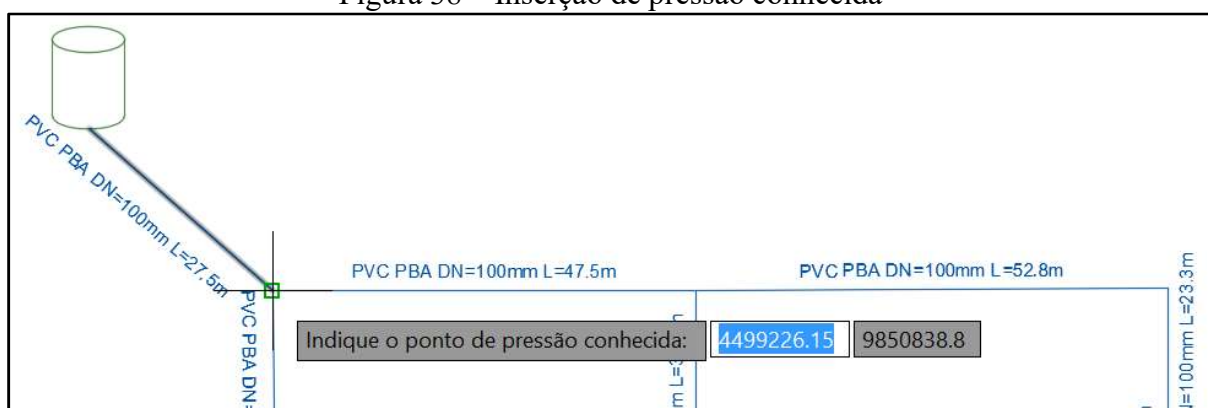 Figura 58 – Inserção de pressão conhecida
PVC PBA DN=100mm L=27,5m
PVC PBA DN=100mm L=47.5m
PVC PBA DN=100mm L=52.8m
N=100mm L=23.3m
PVC PBA DN=
Indique o ponto de pressão conhecida: 4499226.15 9850838.8
m L=